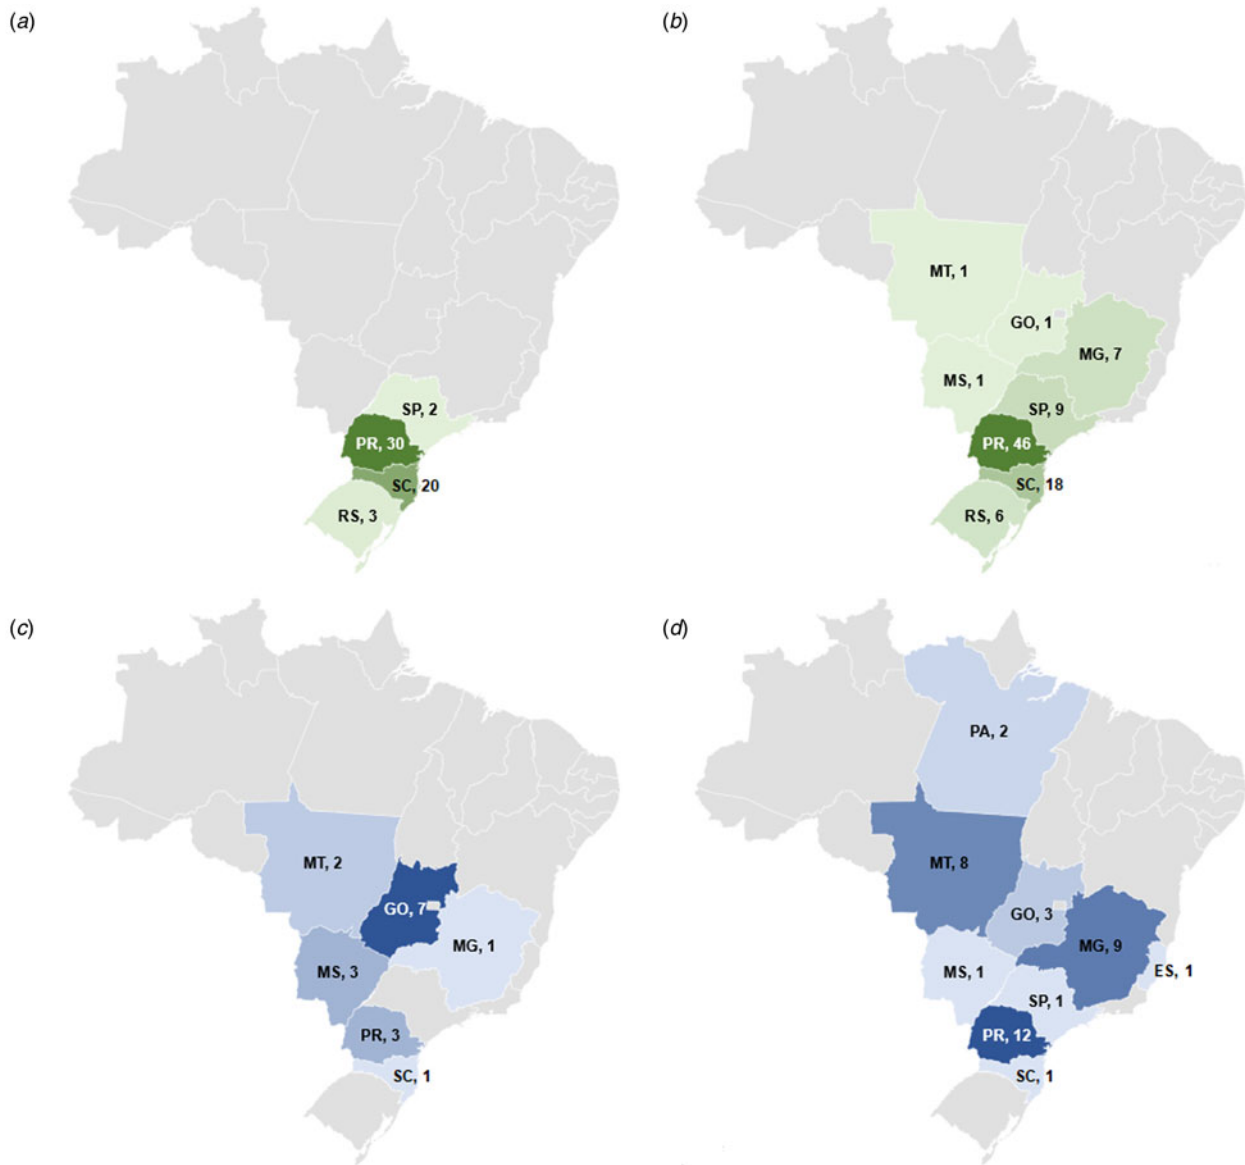 (a)
SP, 2
PR, 30
SC, 20
RS, 3
(b)
MT, 1
GO, 1
MG, 7
MS, 1
SP, 9
PR, 46
SC, 18
RS, 6
(c)
MT, 2
GO, 7
MG, 1
MS, 3
PR, 3
SC, 1
(d)
PA, 2
MT, 8
GO, 3
MG, 9
ES, 1
MS, 1
SP, 1
PR, 12
SC, 1